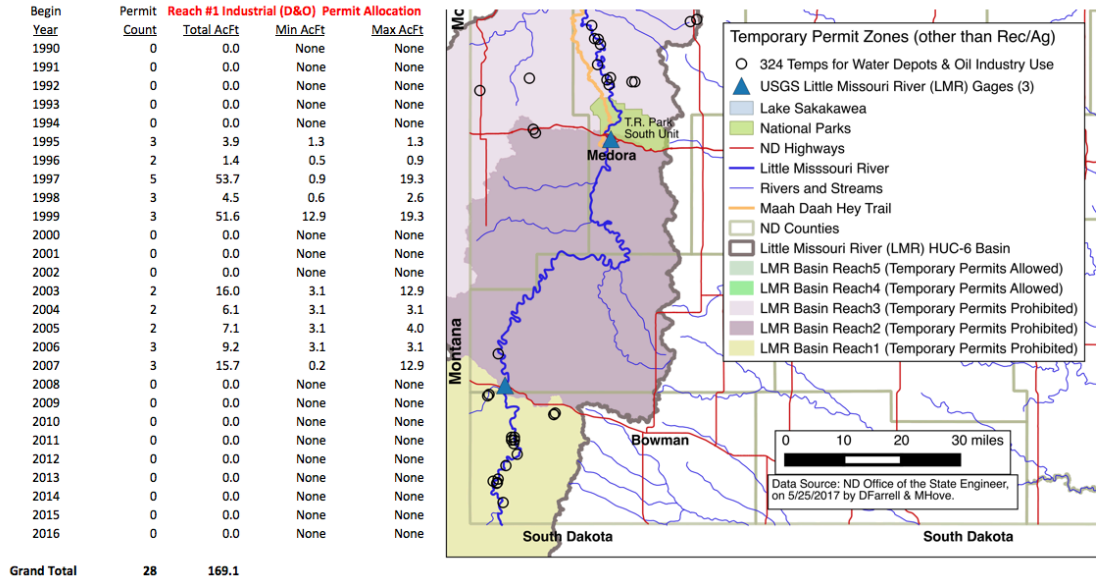 Begin Permit Reach #1 Industrial (D&O) Permit Allocation
Year Count Total AcFt Min AcFt Max AcFt
1990 0 0.0 None None
1991 0 0.0 None None
1992 0 0.0 None None
1993 0 0.0 None None
1994 0 0.0 None None
1995 3 3.9 1.3 1.3
1996 2 1.4 0.5 0.9
1997 5 53.7 0.9 19.3
1998 3 4.5 0.6 2.6
1999 3 51.6 12.9 19.3
2000 0 0.0 None None
2001 0 0.0 None None
2002 0 0.0 None None
2003 2 16.0 3.1 12.9
2004 2 6.1 3.1 3.1
2005 2 7.1 3.1 4.0
2006 3 9.2 3.1 3.1
2007 3 15.7 0.2 12.9
2008 0 0.0 None None
2009 0 0.0 None None
2010 0 0.0 None None
2011 0 0.0 None None
2012 0 0.0 None None
2013 0 0.0 None None
2014 0 0.0 None None
2015 0 0.0 None None
2016 0 0.0 None None
Grand Total 28 169.1
T.R. Park
South Unit
Medora
Montana
Bowman
South Dakota
South Dakota
Temporary Permit Zones (other than Rec/Ag)
324 Temps for Water Depots & Oil Industry Use
USGS Little Missouri River (LMR) Gages (3)
Lake Sakakawea
National Parks
ND Highways
Little Misssouri River
Rivers and Streams
Maah Daah Hey Trail
ND Counties
Little Missouri River (LMR) HUC-6 Basin
LMR Basin Reach5 (Temporary Permits Allowed)
LMR Basin Reach4 (Temporary Permits Allowed)
LMR Basin Reach3 (Temporary Permits Prohibited)
LMR Basin Reach2 (Temporary Permits Prohibited)
LMR Basin Reach1 (Temporary Permits Prohibited)
0 10 20 30 miles
Data Source: ND Office of the State Engineer,
on 5/25/2017 by DFarrell & MHove.